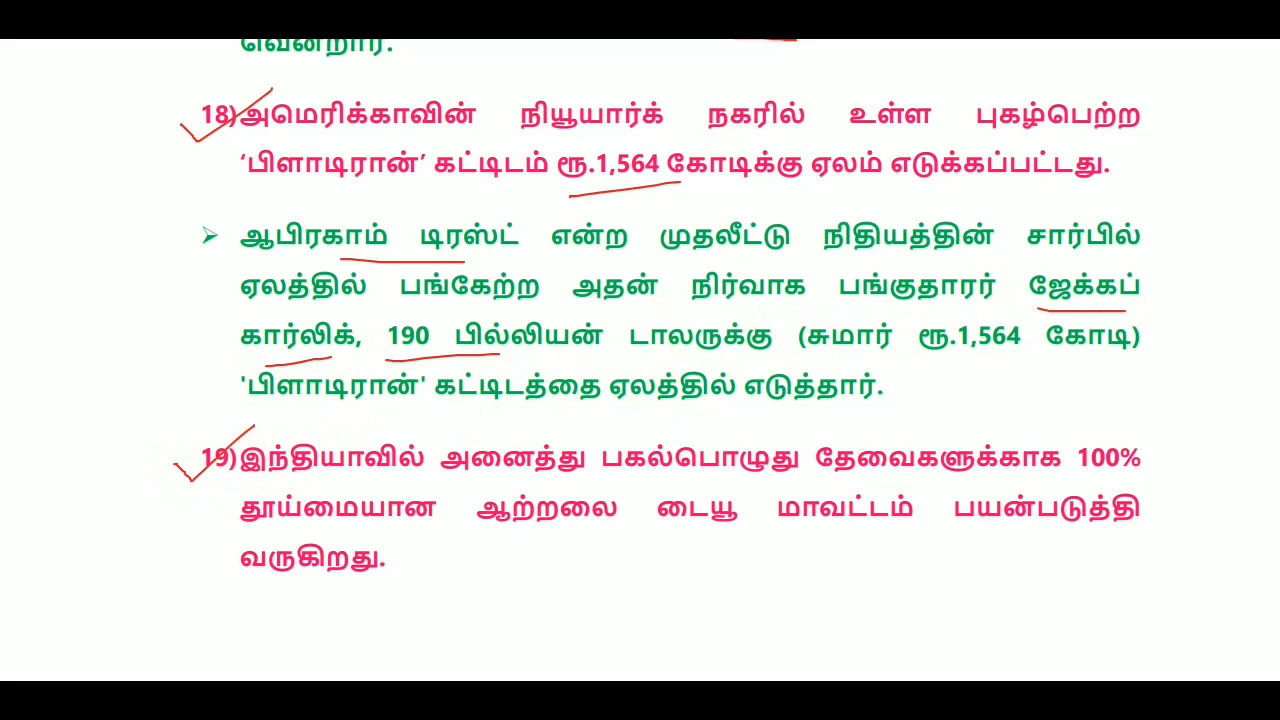 வென்றார்.
18)அமெரிக்காவின் நியூயார்க் நகரில் உள்ள புகழ்பெற்ற
‘பிளாடிரான்’ கட்டிடம் ரூ.1,564 கோடிக்கு ஏலம் எடுக்கப்பட்டது.
➢ ஆபிரகாம் டிரஸ்ட் என்ற முதலீட்டு நிதியத்தின் சார்பில்
ஏலத்தில் பங்கேற்ற அதன் நிர்வாக பங்குதாரர் ஜேக்கப்
கார்லிக், 190 பில்லியன் டாலருக்கு (சுமார் ரூ.1,564 கோடி)
'பிளாடிரான்' கட்டிடத்தை ஏலத்தில் எடுத்தார்.
19)இந்தியாவில் அனைத்து பகல்பொழுது தேவைகளுக்காக 100%
தூய்மையான ஆற்றலை டையூ மாவட்டம் பயன்படுத்தி
வருகிறது.